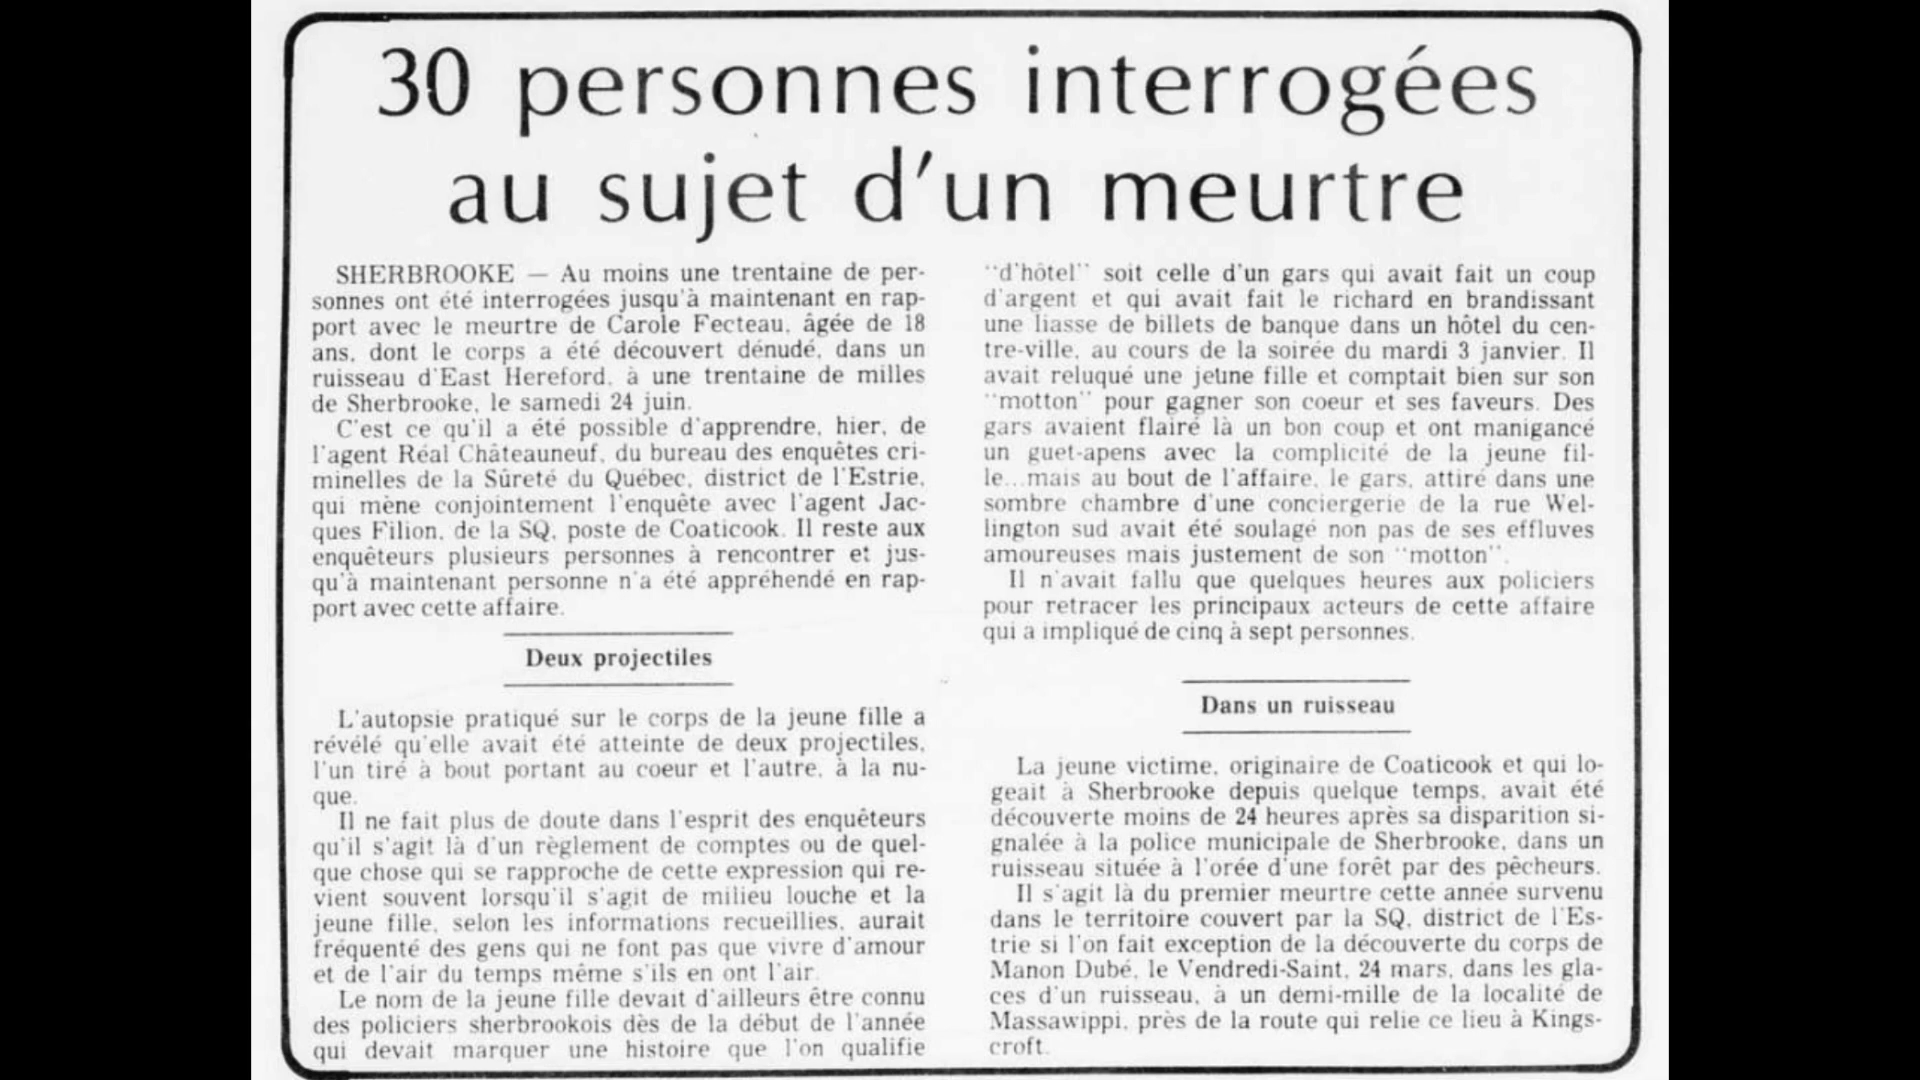 30 personnes interrogées
au sujet d'un meurtre
SHERBROOKE — Au moins une trentaine de per-
sonnes ont été interrogées jusqu'à maintenant en rap-
port avec le meurtre de Carole Fecteau, âgée de 18
ans, dont le corps a été découvert dénudé, dans un
ruisseau d'East Hereford, à une trentaine de milles
de Sherbrooke, le samedi 24 juin.
C'est ce qu'il a été possible d'apprendre, hier, de
l'agent Réal Châteauneuf, du bureau des enquêtes cri-
minelles de la Sûreté du Québec, district de l'Estrie,
qui mène conjointement l'enquête avec l'agent Jac-
ques Filion, de la SQ, poste de Coaticook. Il reste aux
enquêteurs plusieurs personnes à rencontrer et jus-
qu'à maintenant personne n'a été appréhendé en rap-
port avec cette affaire.
Deux projectiles
L'autopsie pratiqué sur le corps de la jeune fille a
révélé qu'elle avait été atteinte de deux projectiles,
l'un tiré à bout portant au coeur et l'autre, à la nu-
que.
Il ne fait plus de doute dans l'esprit des enquêteurs
qu'il s'agit là d'un règlement de comptes ou de quel-
que chose qui se rapproche de cette expression qui re-
vient souvent lorsqu'il s'agit de milieu louche et la
jeune fille, selon les informations recueillies, aurait
fréquenté des gens qui ne font pas que vivre d'amour
et de l'air du temps même s'ils en ont l'air.
Le nom de la jeune fille devait d'ailleurs être connu
des policiers sherbrookois dès de la début de l'année
qui devait marquer une histoire que l'on qualifie
"d'hôtel" soit celle d'un gars qui avait fait un coup
d'argent et qui avait fait le richard en brandissant
une liasse de billets de banque dans un hôtel du cen-
tre-ville, au cours de la soirée du mardi 3 janvier. Il
avait reluqué une jeune fille et comptait bien sur son
"motton" pour gagner son coeur et ses faveurs. Des
gars avaient flairé là un bon coup et ont manigancé
un guet-apens avec la complicité de la jeune fil-
le...mais au bout de l'affaire, le gars, attiré dans une
sombre chambre d'une conciergerie de la rue Wel-
lington sud avait été soulagé non pas de ses effluves
amoureuses mais justement de son "motton".
Il n'avait fallu que quelques heures aux policiers
pour retracer les principaux acteurs de cette affaire
qui a impliqué de cinq à sept personnes.
Dans un ruisseau
La jeune victime, originaire de Coaticook et qui lo-
geait à Sherbrooke depuis quelque temps, avait été
découverte moins de 24 heures après sa disparition si-
gnalée à la police municipale de Sherbrooke, dans un
ruisseau située à l'orée d'une forêt par des pêcheurs.
Il s'agit là du premier meurtre cette année survenu
dans le territoire couvert par la SQ, district de l'Es-
trie si l'on fait exception de la découverte du corps de
Manon Dubé, le Vendredi-Saint, 24 mars, dans les gla-
ces d'un ruisseau, à un demi-mille de la localité de
Massawippi, près de la route qui relie ce lieu à Kings-
croft.